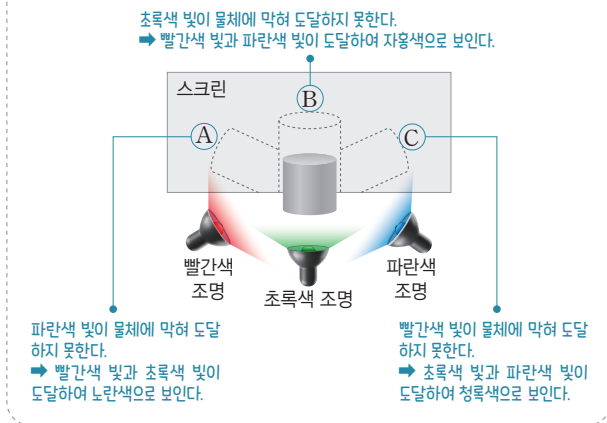 초록색 빛이 물체에 막혀 도달하지 못한다.
➡ 빨간색 빛과 파란색 빛이 도달하여 자홍색으로 보인다.
스크린
B
A
C
빨간색
조명
초록색 조명
파란색
조명
파란색 빛이 물체에 막혀 도달
하지 못한다.
➡ 빨간색 빛과 초록색 빛이
도달하여 노란색으로 보인다.
빨간색 빛이 물체에 막혀 도달
하지 못한다.
➡ 초록색 빛과 파란색 빛이
도달하여 청록색으로 보인다.